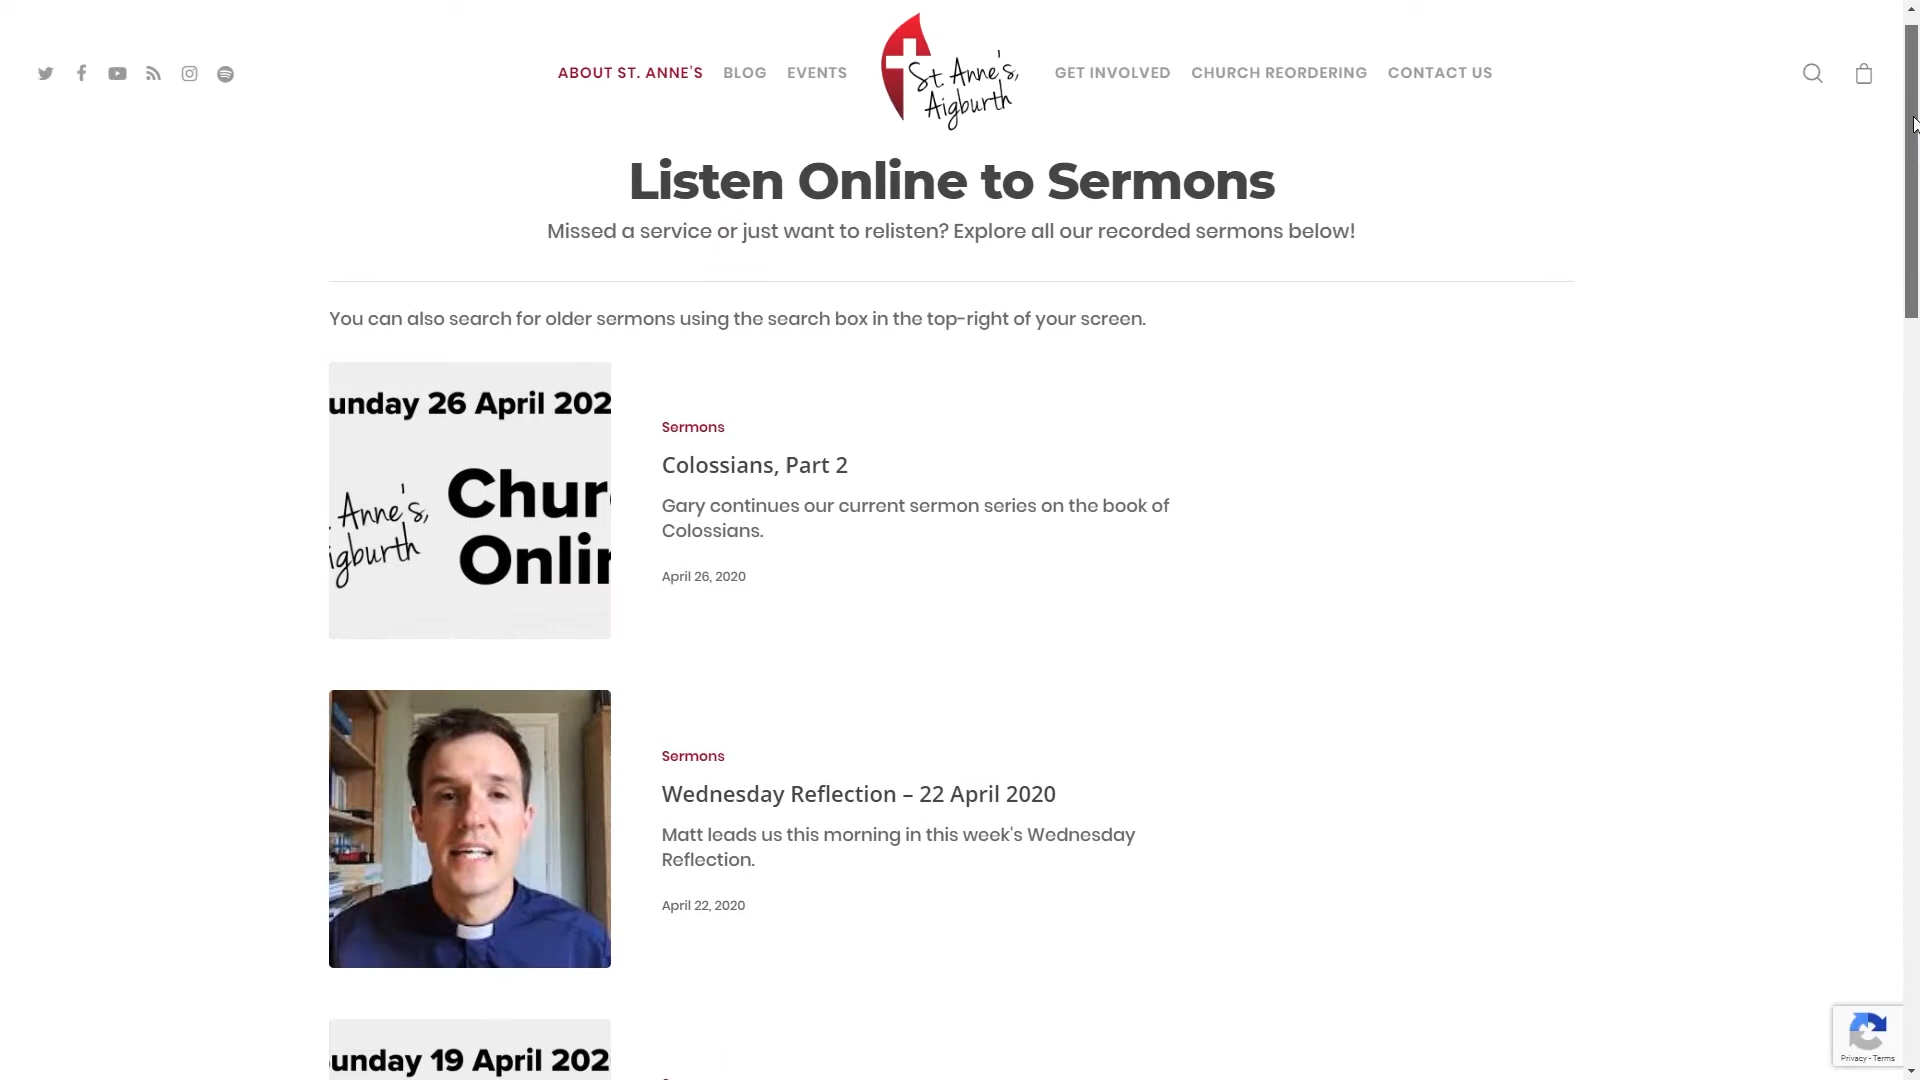 ABOUT ST. ANNE'S BLOG EVENTS
St Anne's,
Aigburth
GET INVOLVED CHURCH REORDERING CONTACT US
Listen Online to Sermons
Missed a service or just want to relisten? Explore all our recorded sermons below!
You can also search for older sermons using the search box in the top-right of your screen.
unday 26 April 202
Anne's,
igburth
Chur
Onlin
Sermons
Colossians, Part 2
Gary continues our current sermon series on the book of
Colossians.
April 26, 2020
Sermons
Wednesday Reflection – 22 April 2020
Matt leads us this morning in this week's Wednesday
Reflection.
April 22, 2020
unday 19 April 202
Privacy - Terms